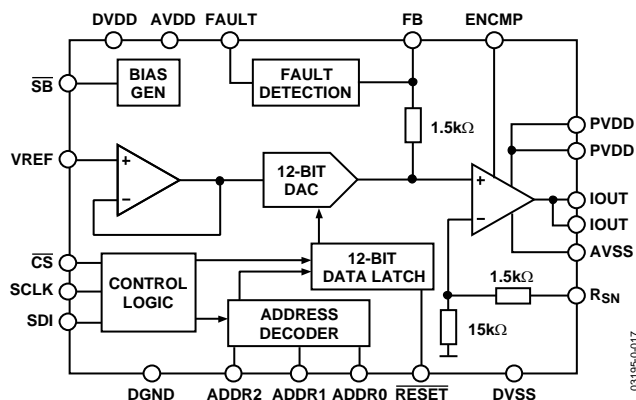 DVDD AVDD FAULT FB ENCMP
SB
BIAS
GEN
FAULT
DETECTION
1.5kΩ
PVDD
PVDD
VREF
+
–
12-BIT
DAC
+
–
IOUT
IOUT
AVSS
CS
SCLK
SDI
CONTROL
LOGIC
12-BIT
DATA LATCH
1.5kΩ
RSN
ADDRESS
DECODER
15kΩ
DGND ADDR2 ADDR1 ADDR0 RESET DVSS
03195-0-017